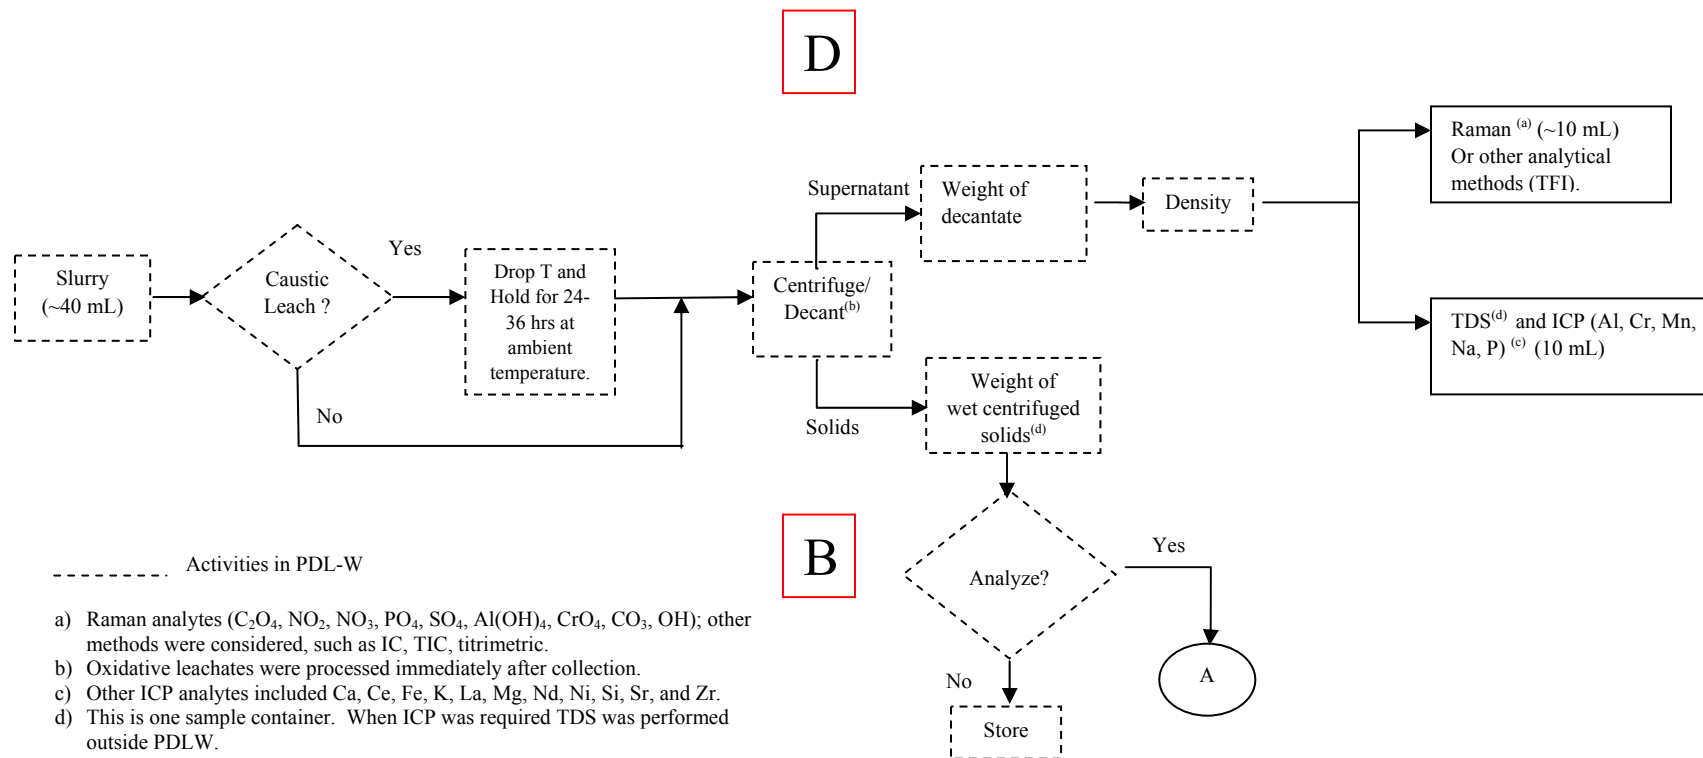 D
Slurry
(~40 mL)
Caustic
Leach ?
Yes
No
Drop T and
Hold for 24-
36 hrs at
ambient
temperature.
Centrifuge/
Decant(b)
Supernatant
Weight of
decantate
Density
Raman (a) (~10 mL)
Or other analytical
methods (TFI).
TDS(d) and ICP (Al, Cr, Mn,
Na, P) (c) (10 mL)
Solids
Weight of
wet centrifuged
solids(d)
B
Analyze?
Yes
A
No
Store
Activities in PDL-W
a) Raman analytes (C₂O₄, NO₂, NO₃, PO₄, SO₄, Al(OH)₄, CrO₄, CO₃, OH); other
methods were considered, such as IC, TIC, titrimetric.
b) Oxidative leachates were processed immediately after collection.
c) Other ICP analytes included Ca, Ce, Fe, K, La, Mg, Nd, Ni, Si, Sr, and Zr.
d) This is one sample container. When ICP was required TDS was performed
outside PDLW.